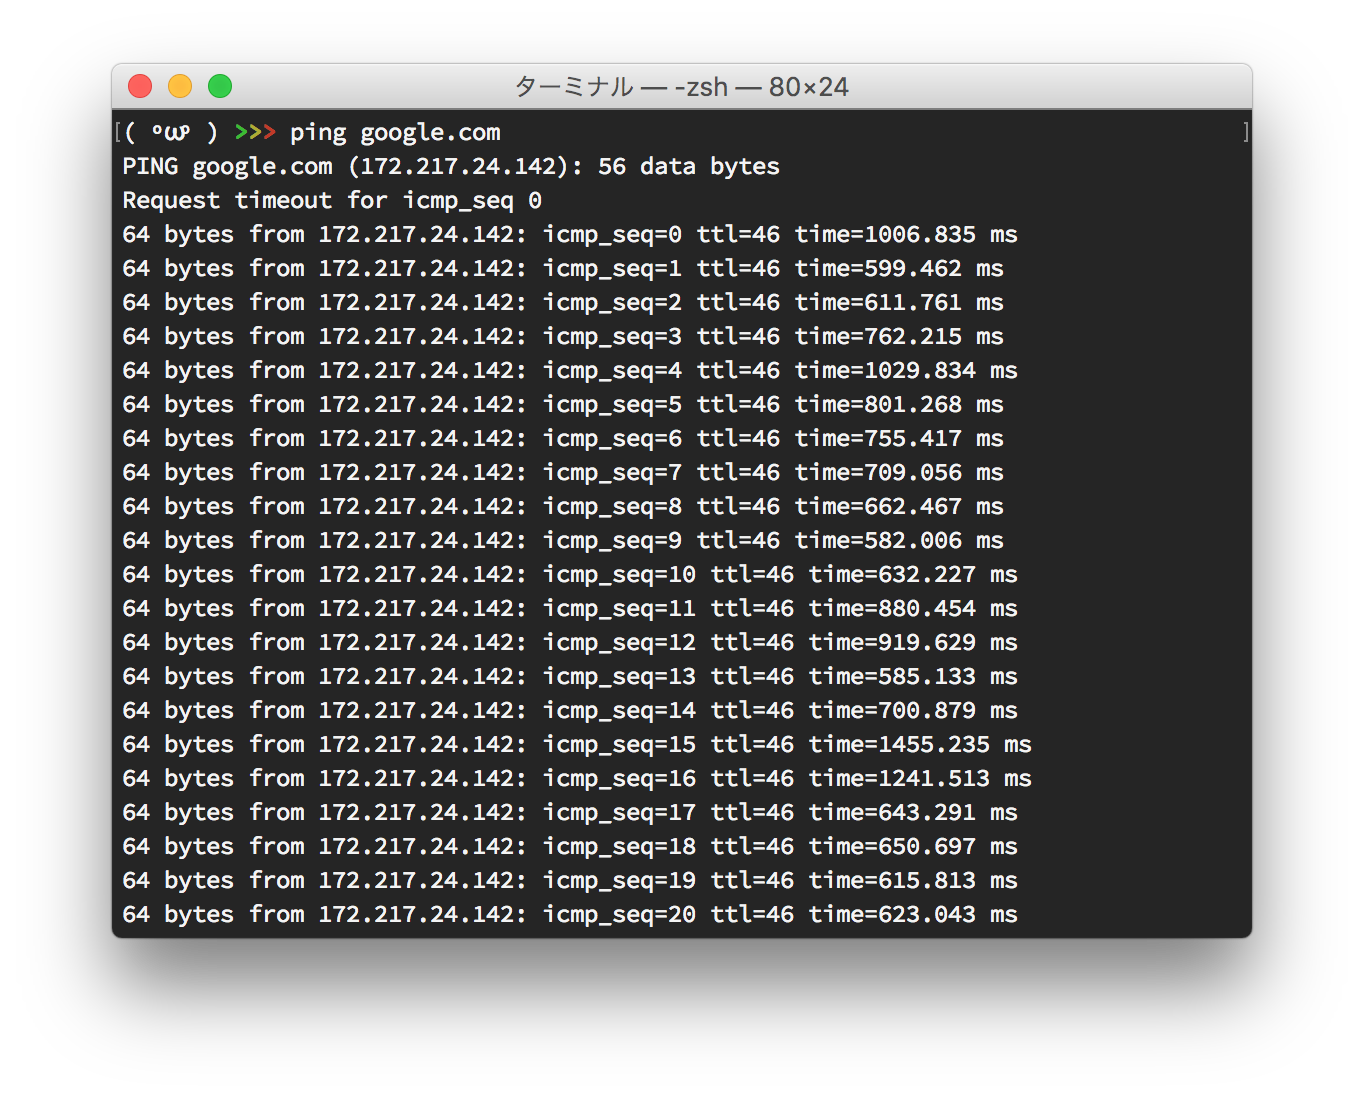 ターミナル — -zsh — 80×24
[( ºωº ) >>> ping google.com ]
PING google.com (172.217.24.142): 56 data bytes
Request timeout for icmp_seq 0
64 bytes from 172.217.24.142: icmp_seq=0 ttl=46 time=1006.835 ms
64 bytes from 172.217.24.142: icmp_seq=1 ttl=46 time=599.462 ms
64 bytes from 172.217.24.142: icmp_seq=2 ttl=46 time=611.761 ms
64 bytes from 172.217.24.142: icmp_seq=3 ttl=46 time=762.215 ms
64 bytes from 172.217.24.142: icmp_seq=4 ttl=46 time=1029.834 ms
64 bytes from 172.217.24.142: icmp_seq=5 ttl=46 time=801.268 ms
64 bytes from 172.217.24.142: icmp_seq=6 ttl=46 time=755.417 ms
64 bytes from 172.217.24.142: icmp_seq=7 ttl=46 time=709.056 ms
64 bytes from 172.217.24.142: icmp_seq=8 ttl=46 time=662.467 ms
64 bytes from 172.217.24.142: icmp_seq=9 ttl=46 time=582.006 ms
64 bytes from 172.217.24.142: icmp_seq=10 ttl=46 time=632.227 ms
64 bytes from 172.217.24.142: icmp_seq=11 ttl=46 time=880.454 ms
64 bytes from 172.217.24.142: icmp_seq=12 ttl=46 time=919.629 ms
64 bytes from 172.217.24.142: icmp_seq=13 ttl=46 time=585.133 ms
64 bytes from 172.217.24.142: icmp_seq=14 ttl=46 time=700.879 ms
64 bytes from 172.217.24.142: icmp_seq=15 ttl=46 time=1455.235 ms
64 bytes from 172.217.24.142: icmp_seq=16 ttl=46 time=1241.513 ms
64 bytes from 172.217.24.142: icmp_seq=17 ttl=46 time=643.291 ms
64 bytes from 172.217.24.142: icmp_seq=18 ttl=46 time=650.697 ms
64 bytes from 172.217.24.142: icmp_seq=19 ttl=46 time=615.813 ms
64 bytes from 172.217.24.142: icmp_seq=20 ttl=46 time=623.043 ms